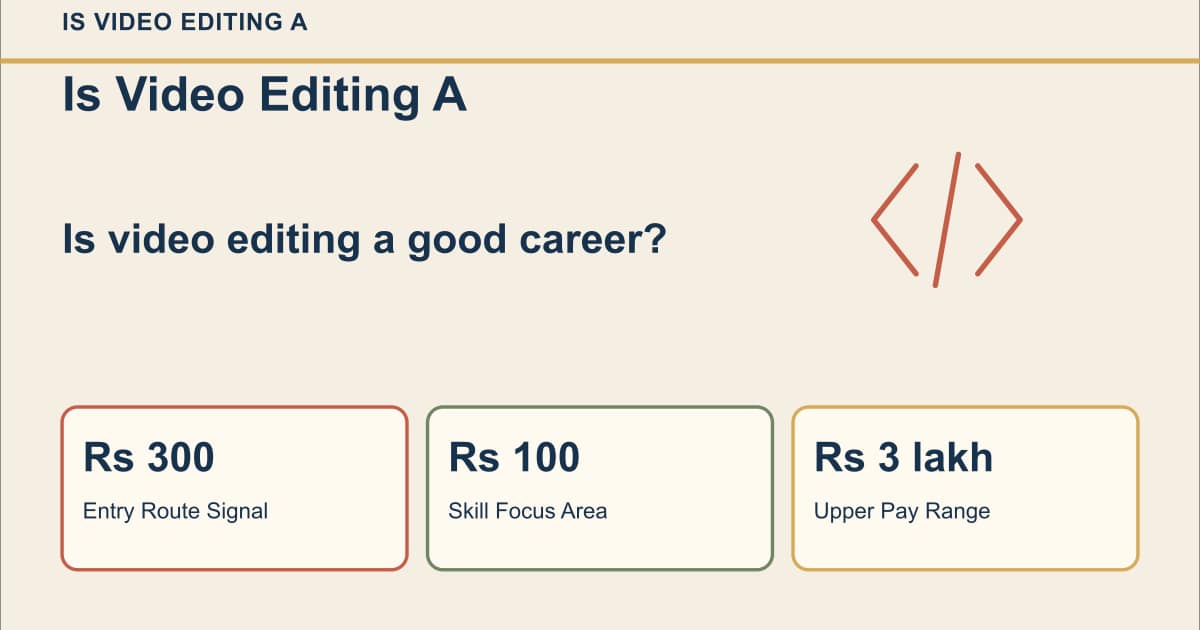 IS VIDEO EDITING A
Is Video Editing A
Is video editing a good career?
Rs 300
Entry Route Signal
Rs 100
Skill Focus Area
Rs 3 lakh
Upper Pay Range